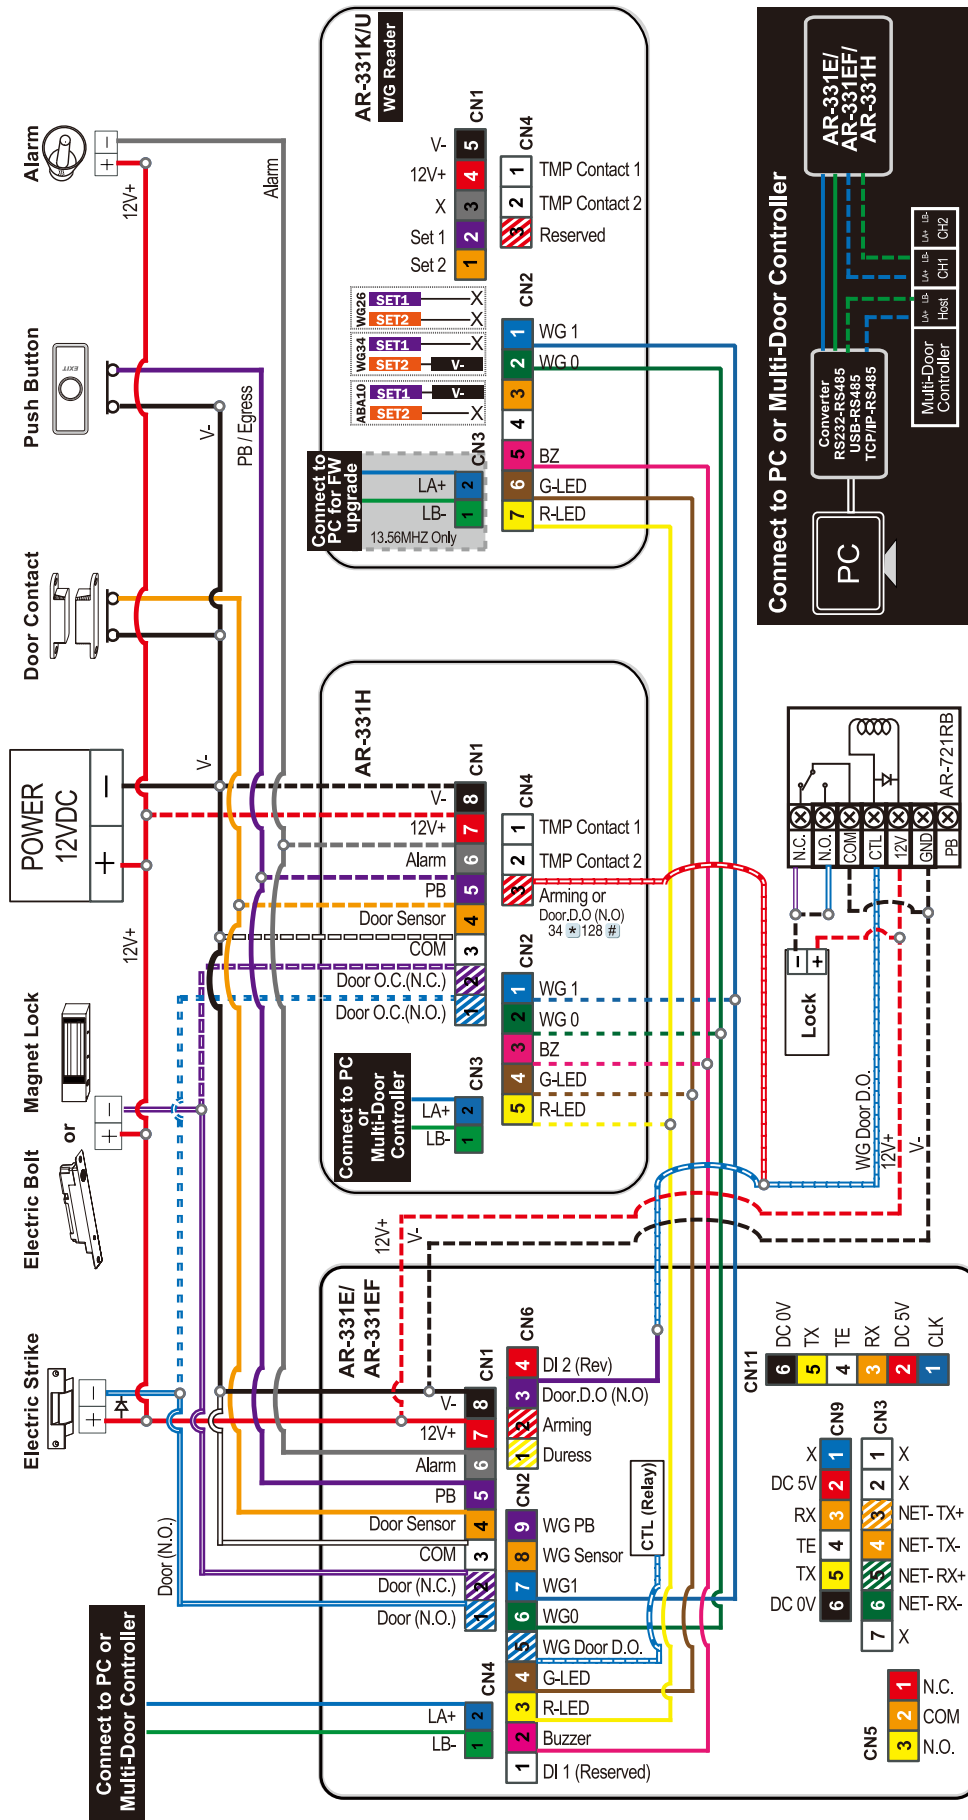 Alarm
Push Button
Door Contact
POWER
12VDC
Magnet Lock
or
Electric Bolt
Electric Strike
+
−
12V+
EXIT
V-
PB / Egress
Alarm
+
−
12V+
V-
+
−
+
−
Door (N.O.)
Connect to PC or
Multi-Door Controller
AR-331K/U
WG Reader
CN1
V- 5
12V+ 4
X 3
Set 1 2
Set 2 1
CN4
1 TMP Contact 1
2 TMP Contact 2
3 Reserved
WG26
SET1 X
SET2 X
WG34
SET1 X
SET2 V-
ABA10
SET1 V-
SET2 X
CN2
1 WG 1
2 WG 0
3
4
5 BZ
6 G-LED
7 R-LED
CN3
LA+ 2
LB- 1
Connect to
PC for FW
upgrade
13.56MHZ Only
AR-331H
CN1
V- 8
12V+ 7
Alarm 6
PB 5
Door Sensor 4
COM 3
Door O.C.(N.C.) 2
Door O.C.(N.O.) 1
CN4
1 TMP Contact 1
2 TMP Contact 2
3 Arming or
Door.D.O (N.O)
34 * 128 #
CN2
1 WG 1
2 WG 0
3 BZ
4 G-LED
5 R-LED
CN3
LA+ 2
LB- 1
Connect to PC
or
Multi-Door
Controller
12V+
V-
AR-331E/
AR-331EF
CN1
V- 8
12V+ 7
Alarm 6
PB 5
Door Sensor 4
COM 3
Door (N.C.) 2
Door (N.O.) 1
CN6
4 DI 2 (Rev)
3 Door.D.O (N.O)
2 Arming
1 Duress
CN2
9 WG PB
8 WG Sensor
7 WG1
6 WG0
5 WG Door D.O.
4 G-LED
3 R-LED
2 Buzzer
1 DI 1 (Reserved)
CTL (Relay)
CN4
LA+ 2
LB- 1
CN11
6 DC 0V
5 TX
4 TE
3 RX
2 DC 5V
1 CLK
CN9
X 1
DC 5V 2
RX 3
TE 4
TX 5
DC 0V 6
CN3
1 X
2 X
3 NET- TX+
4 NET- TX-
5 NET- RX+
6 NET- RX-
7 X
CN5
1 N.C.
2 COM
3 N.O.
AR-721RB
N.C.
N.O.
COM
CTL
12V
GND
PB
Lock
−
+
WG Door D.O.
12V+
V-
Connect to PC or Multi-Door Controller
AR-331E/
AR-331EF/
AR-331H
Converter
RS232-RS485
USB-RS485
TCP/IP-RS485
PC
Multi-Door
Controller
LA+ LB-
Host
LA+ LB-
CH1
LA+ LB-
CH2